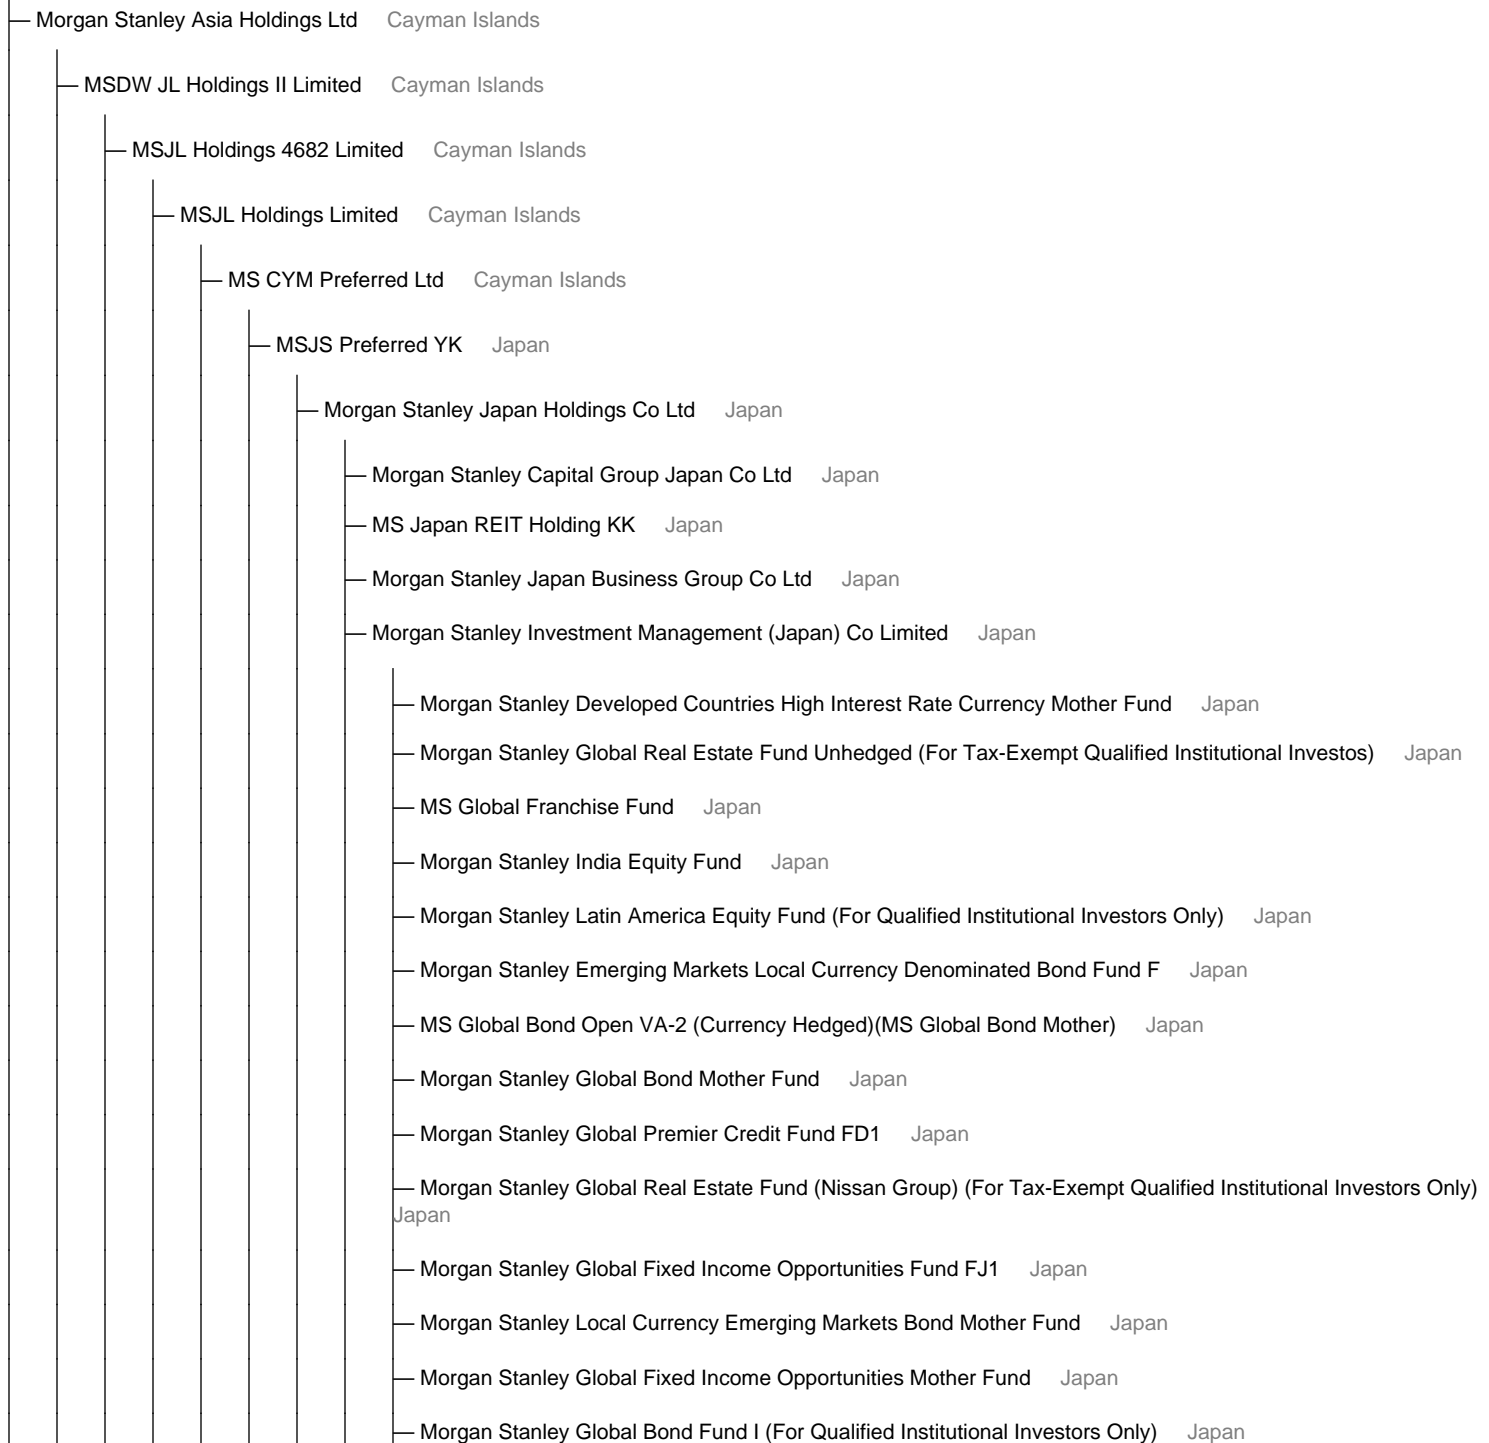 Morgan Stanley Asia Holdings Ltd Cayman Islands
MSDW JL Holdings II Limited Cayman Islands
MSJL Holdings 4682 Limited Cayman Islands
MSJL Holdings Limited Cayman Islands
MS CYM Preferred Ltd Cayman Islands
MSJS Preferred YK Japan
Morgan Stanley Japan Holdings Co Ltd Japan
Morgan Stanley Capital Group Japan Co Ltd Japan
MS Japan REIT Holding KK Japan
Morgan Stanley Japan Business Group Co Ltd Japan
Morgan Stanley Investment Management (Japan) Co Limited Japan
Morgan Stanley Developed Countries High Interest Rate Currency Mother Fund Japan
Morgan Stanley Global Real Estate Fund Unhedged (For Tax-Exempt Qualified Institutional Investos) Japan
MS Global Franchise Fund Japan
Morgan Stanley India Equity Fund Japan
Morgan Stanley Latin America Equity Fund (For Qualified Institutional Investors Only) Japan
Morgan Stanley Emerging Markets Local Currency Denominated Bond Fund F Japan
MS Global Bond Open VA-2 (Currency Hedged)(MS Global Bond Mother) Japan
Morgan Stanley Global Bond Mother Fund Japan
Morgan Stanley Global Premier Credit Fund FD1 Japan
Morgan Stanley Global Real Estate Fund (Nissan Group) (For Tax-Exempt Qualified Institutional Investors Only)
Japan
Morgan Stanley Global Fixed Income Opportunities Fund FJ1 Japan
Morgan Stanley Local Currency Emerging Markets Bond Mother Fund Japan
Morgan Stanley Global Fixed Income Opportunities Mother Fund Japan
Morgan Stanley Global Bond Fund I (For Qualified Institutional Investors Only) Japan